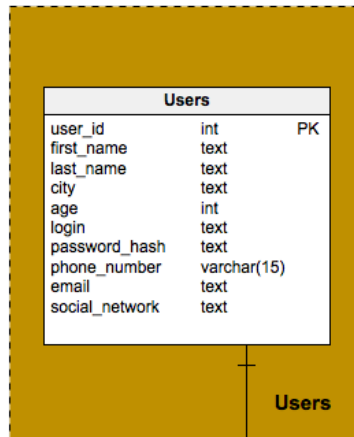 Users
user_id int PK
first_name text
last_name text
city text
age int
login text
password_hash text
phone_number varchar(15)
email text
social_network text
Users